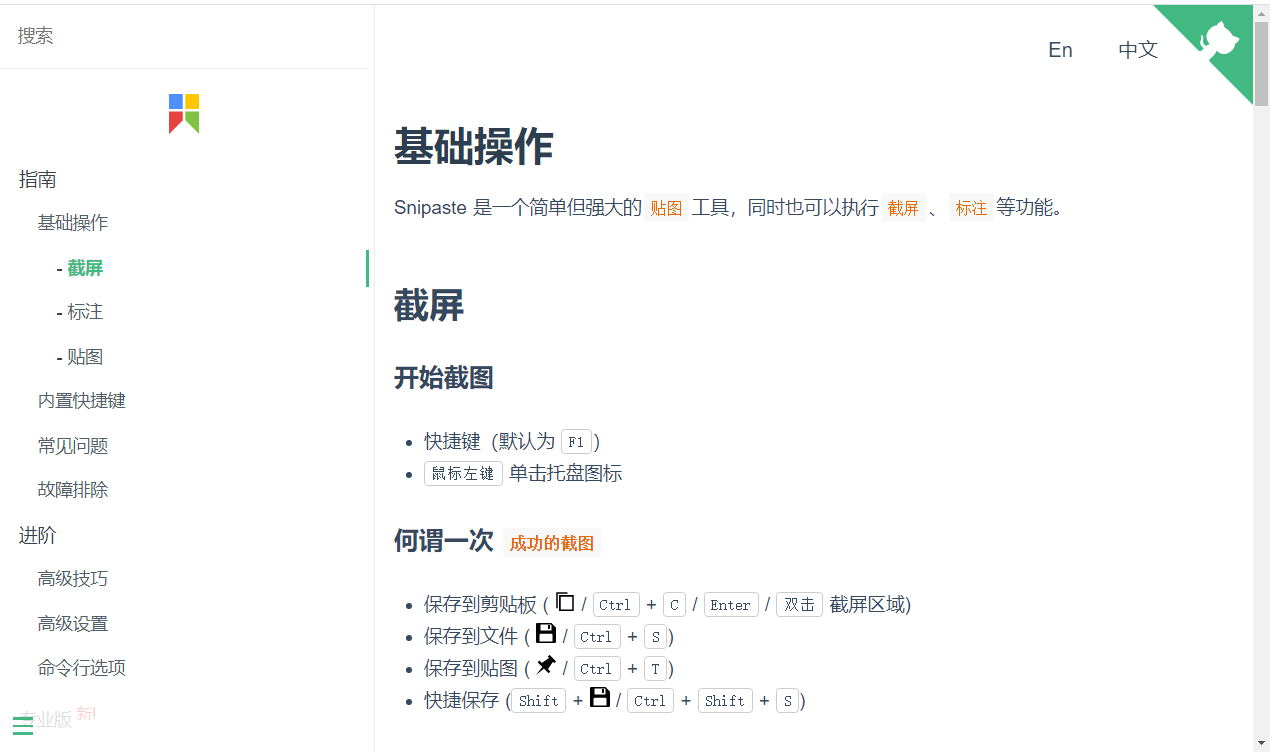 搜索
En 中文
指南
基础操作
- 截屏
- 标注
- 贴图
内置快捷键
常见问题
故障排除
进阶
高级技巧
高级设置
命令行选项
专业版 新!
基础操作
Snipaste 是一个简单但强大的 贴图 工具，同时也可以执行 截屏 、 标注 等功能。
截屏
开始截图
快捷键（默认为 F1）
鼠标左键 单击托盘图标
何谓一次 成功的截图
保存到剪贴板 ( / Ctrl + C / Enter / 双击 截屏区域)
保存到文件 ( / Ctrl + S)
保存到贴图 ( / Ctrl + T)
快捷保存 (Shift + / Ctrl + Shift + S)